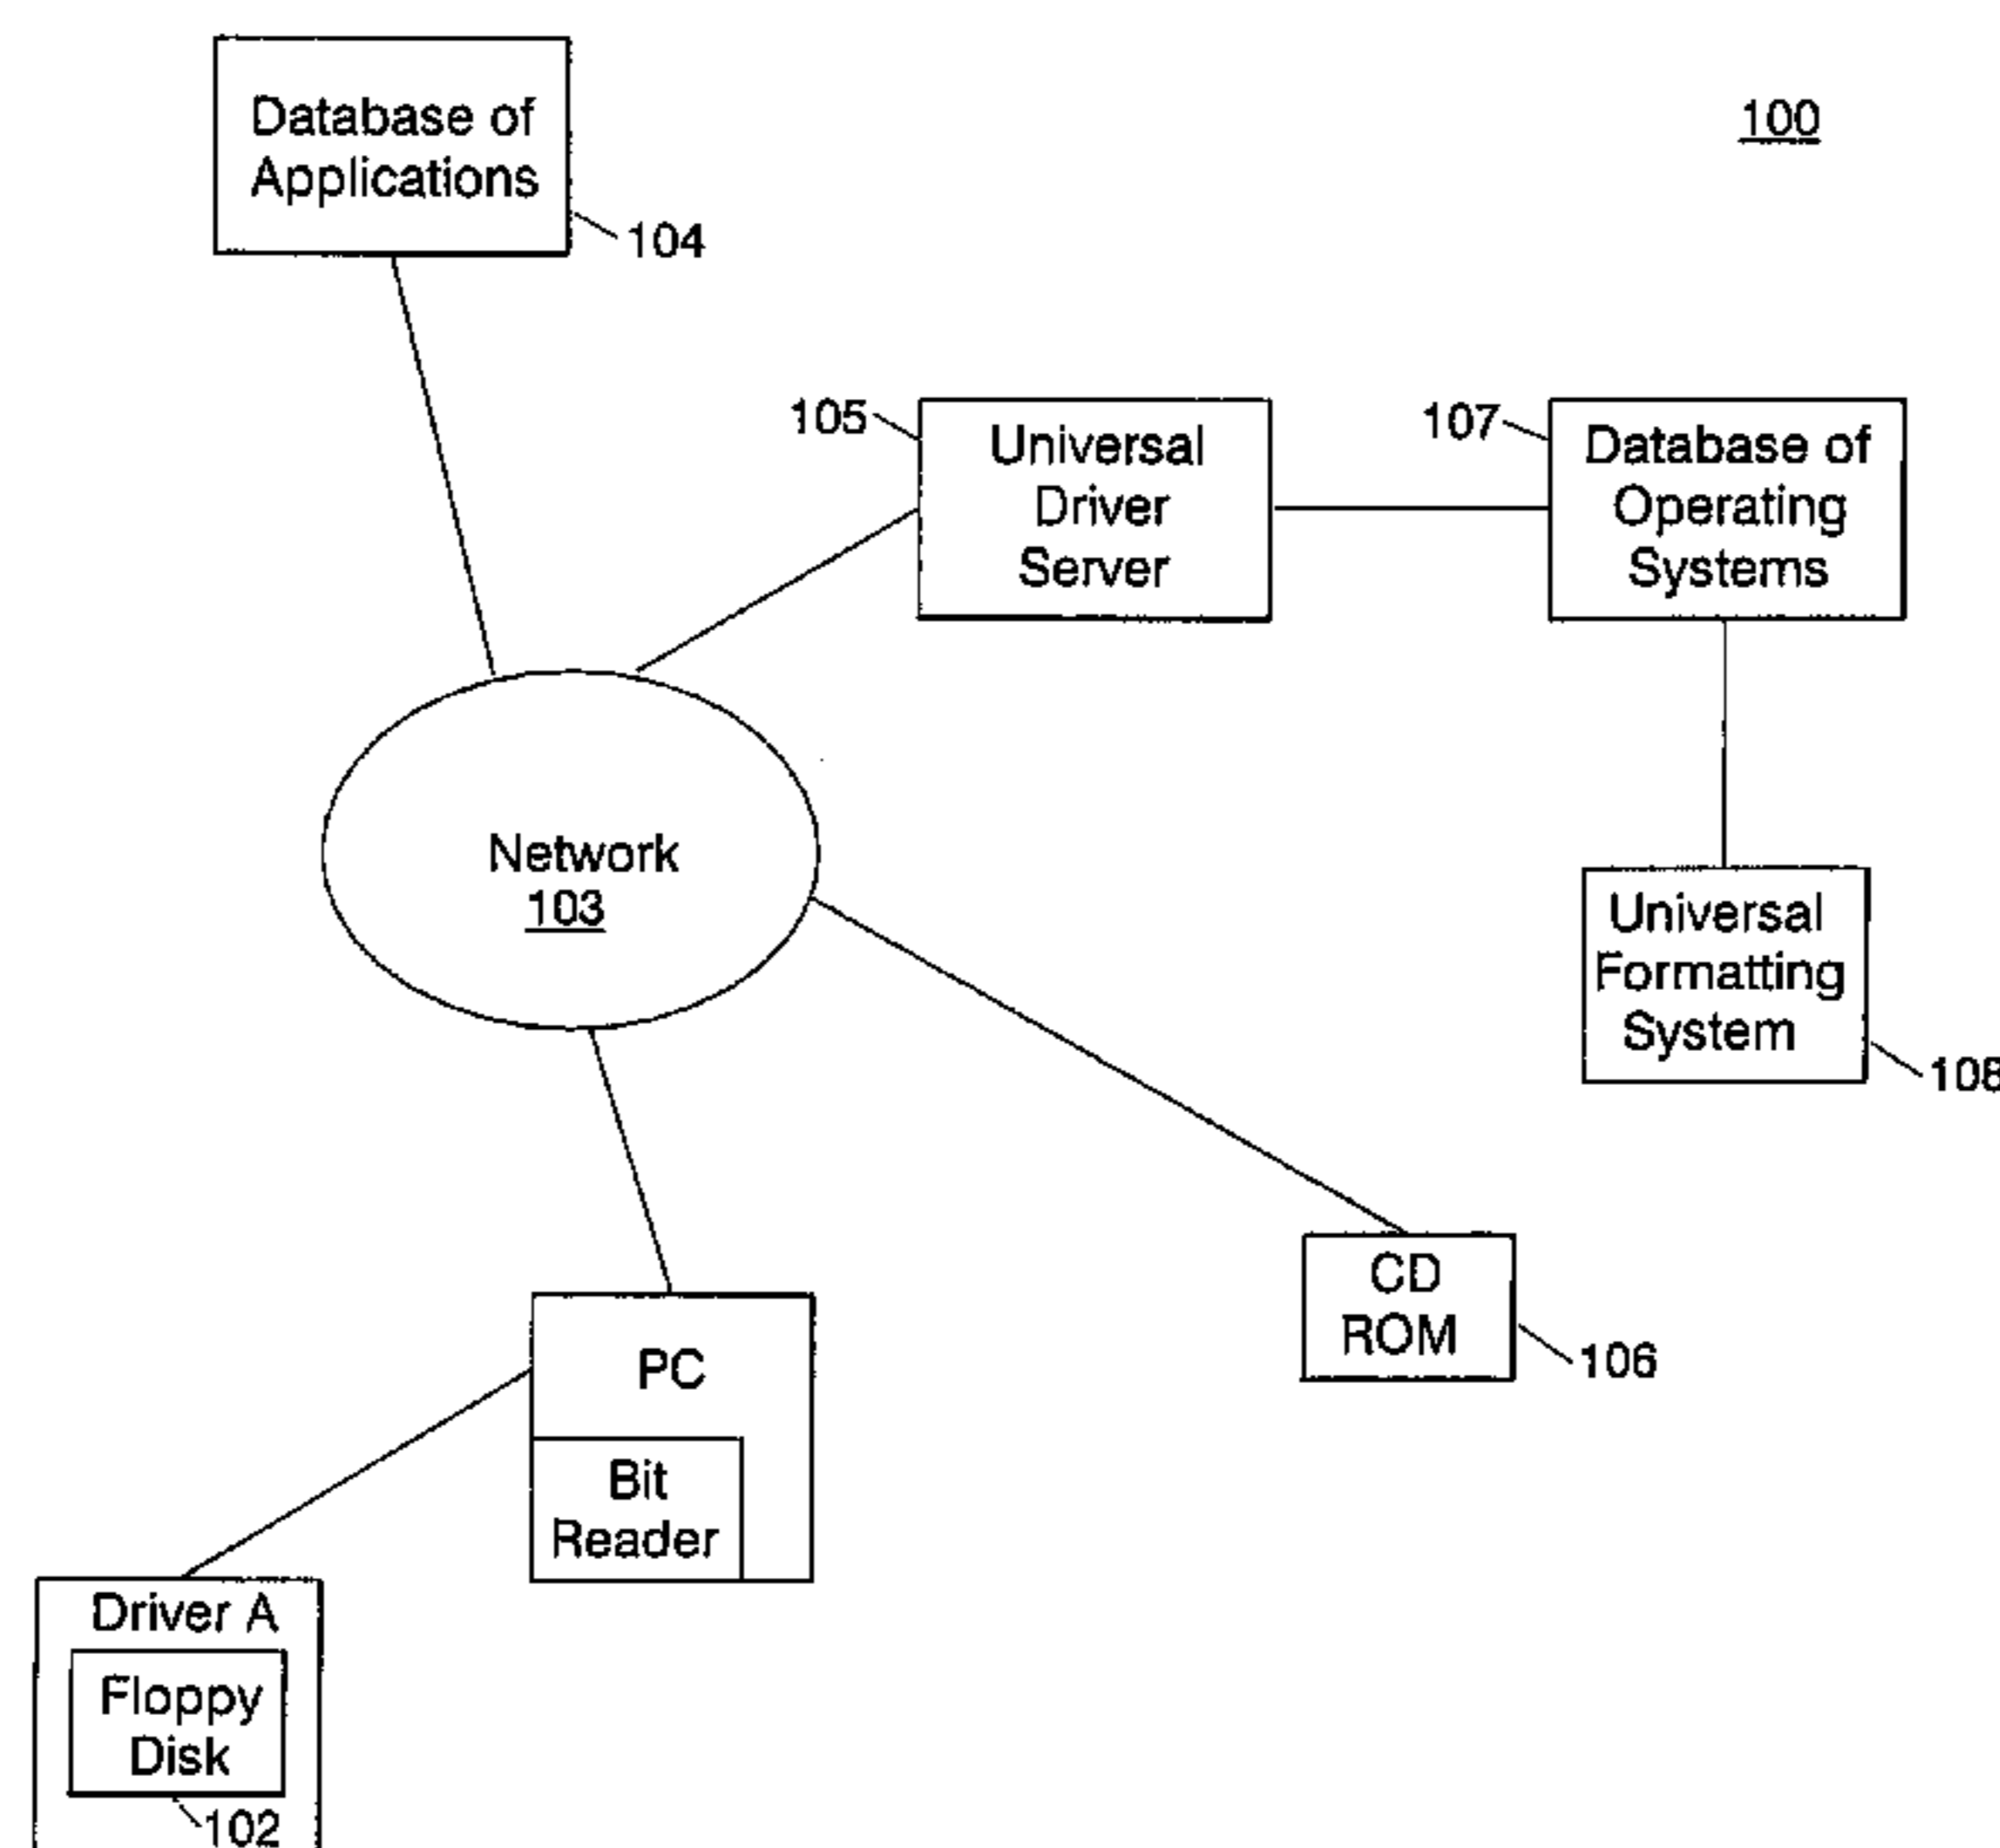 Database of
Applications
104
100
105
Universal
Driver
Server
107
Database of
Operating
Systems
Network
103
Universal
Formatting
System
108
CD
ROM
106
PC
Bit
Reader
Driver A
Floppy
Disk
102